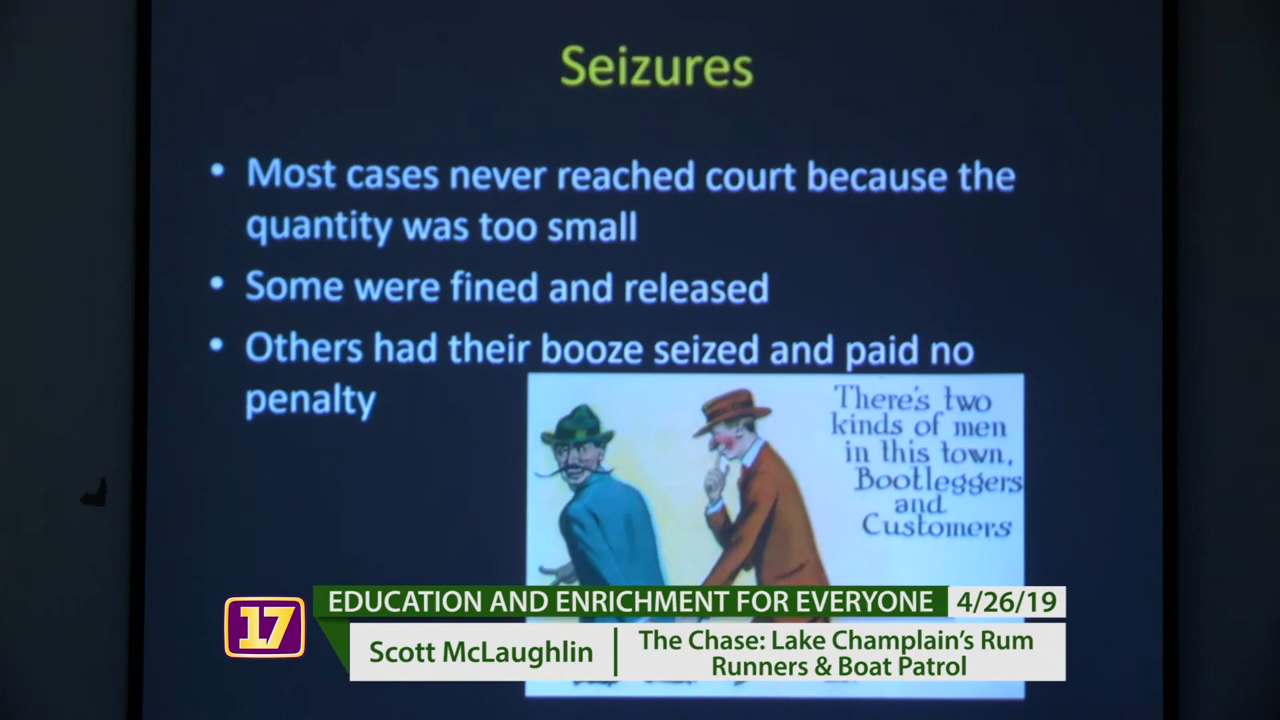 Seizures
• Most cases never reached court because the
quantity was too small
• Some were fined and released
• Others had their booze seized and paid no
penalty
There's two
kinds of men
in this town,
Bootleggers
and
Customers
17
EDUCATION AND ENRICHMENT FOR EVERYONE
4/26/19
Scott McLaughlin
The Chase: Lake Champlain's Rum
Runners & Boat Patrol